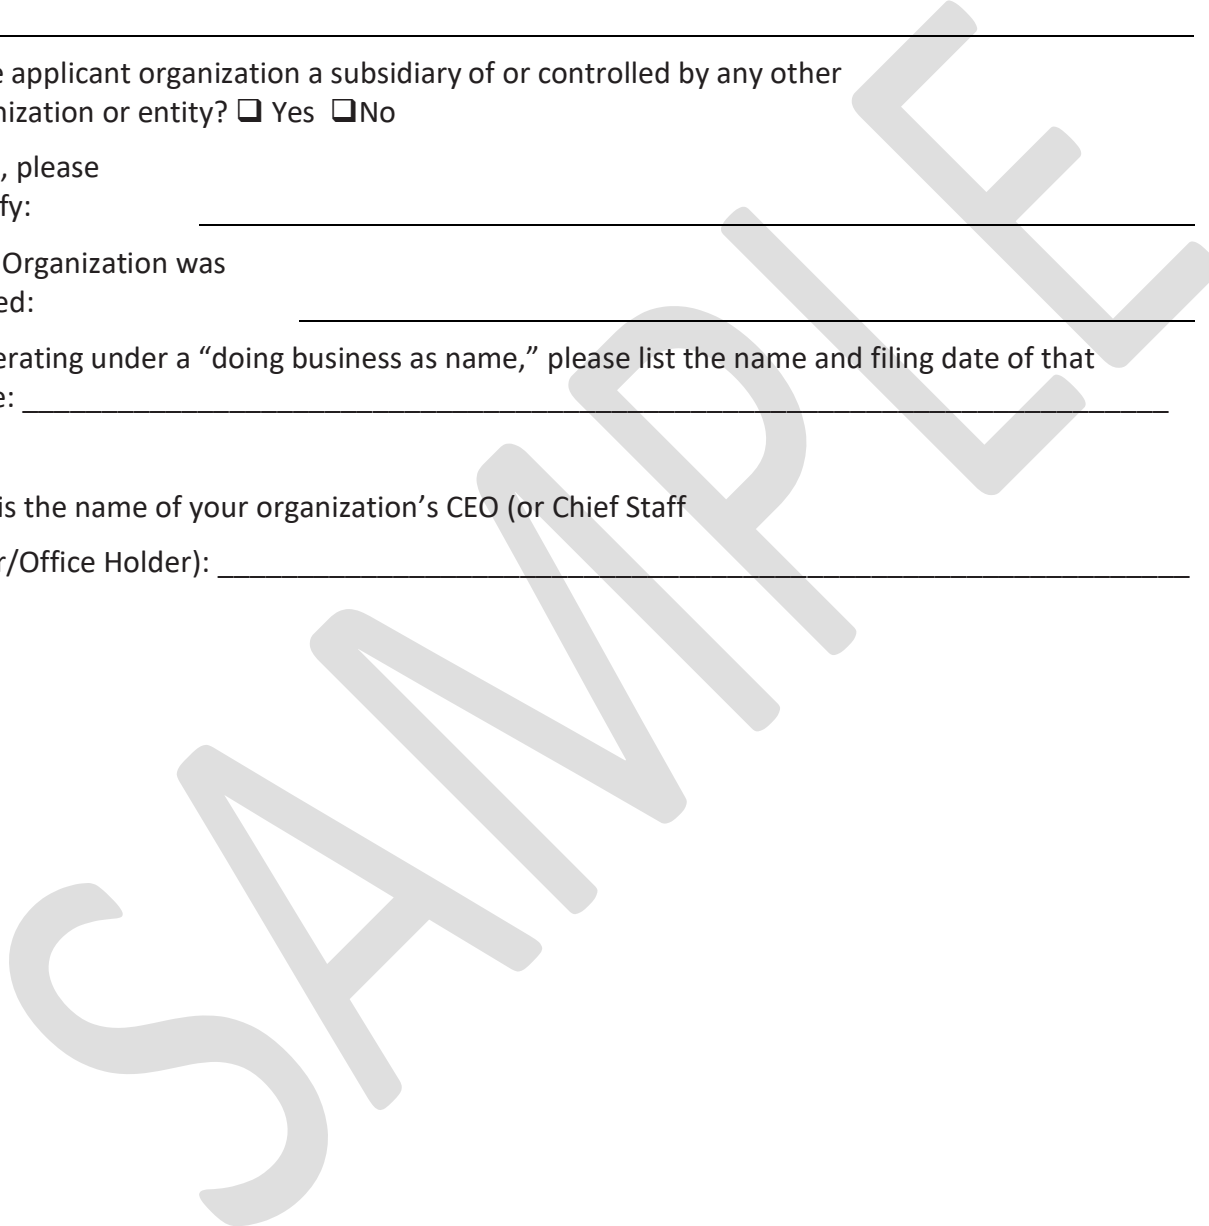 e applicant organization a subsidiary of or controlled by any other
nization or entity? ❑ Yes ❑No
, please
fy:
Organization was
ed:
erating under a “doing business as name,” please list the name and filing date of that
e: ____________________________________________________________________________
is the name of your organization’s CEO (or Chief Staff
r/Office Holder): ________________________________________________________________
SAMPLE